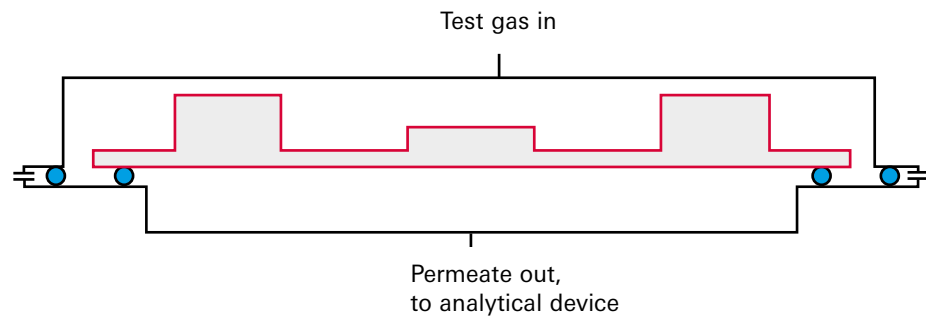 Test gas in
Permeate out,
to analytical device